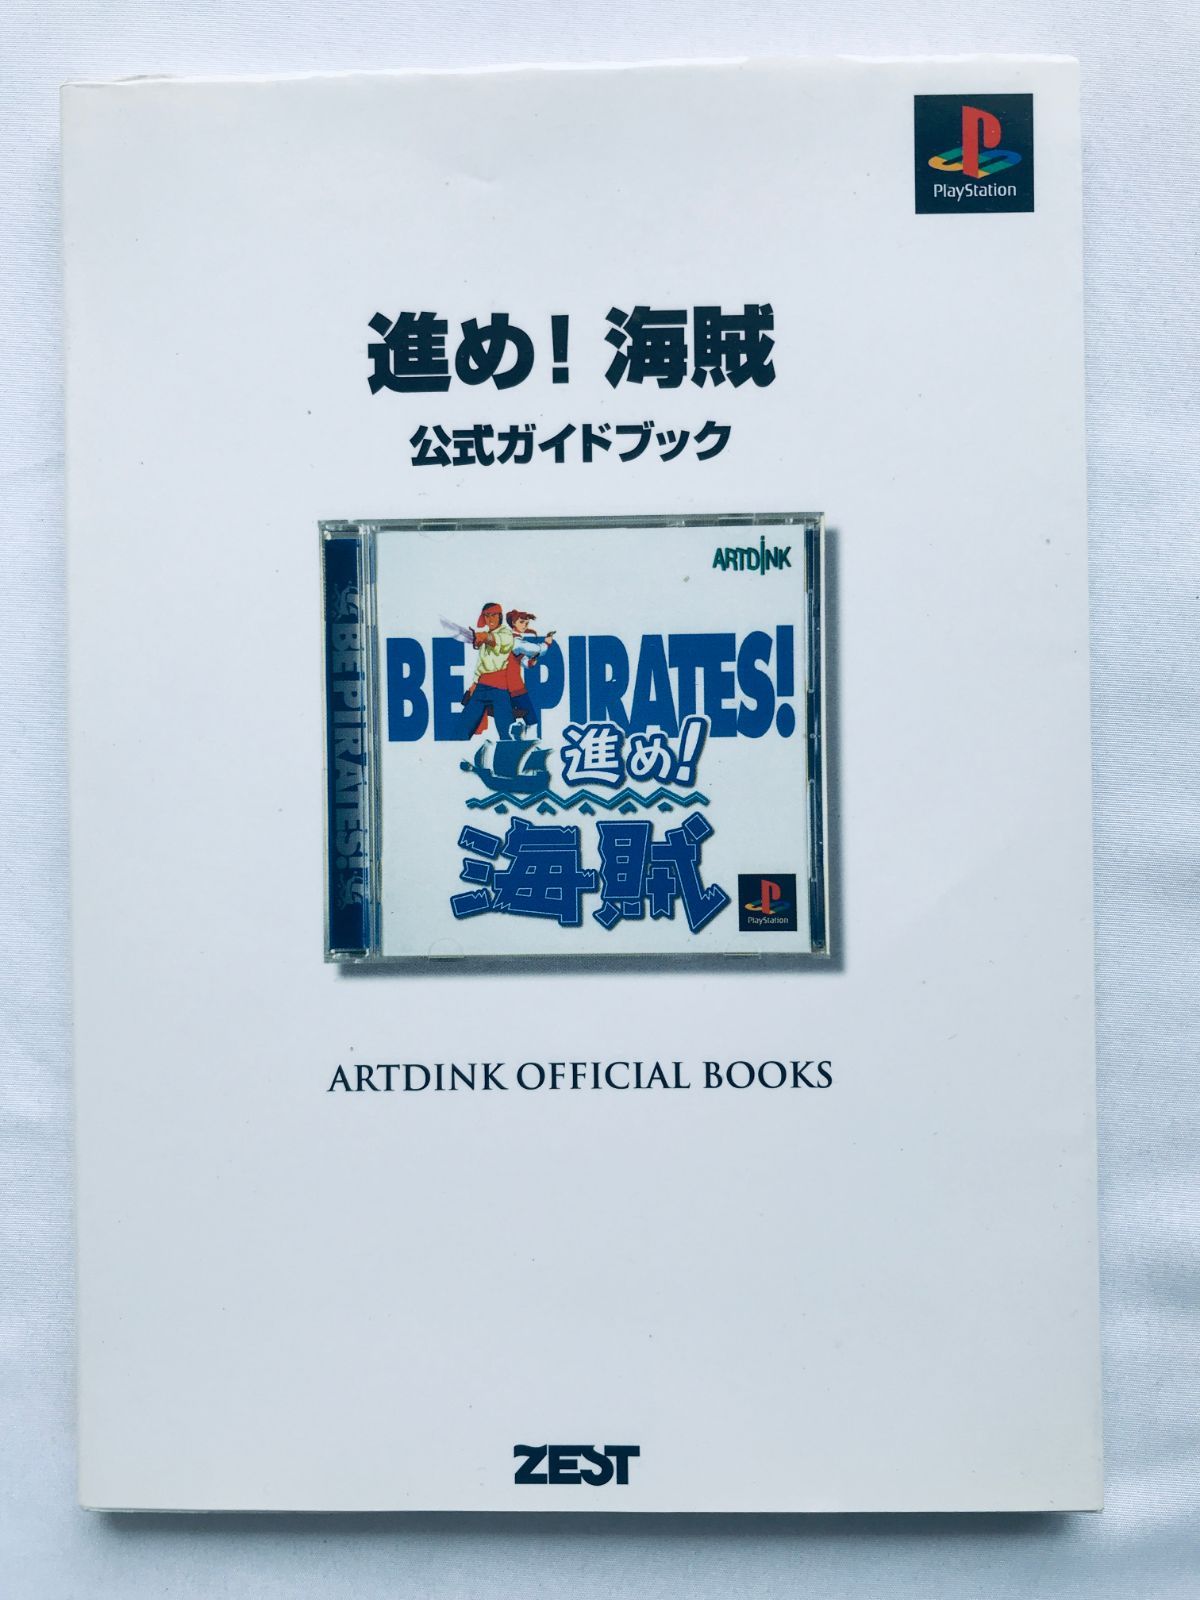 PlayStation
進め！海賊
公式ガイドブック
ARTDINK
BE PIRATES!
BE PIRATES!
進め！
海賊
PlayStation
ARTDINK OFFICIAL BOOKS
ZEST